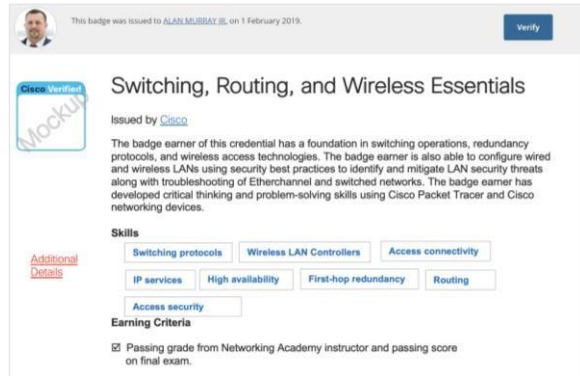 This badge was issued to ALAN MURRAY III, on 1 February 2019.
Verify
Cisco Verified
Mockup
Switching, Routing, and Wireless Essentials
Issued by Cisco
The badge earner of this credential has a foundation in switching operations, redundancy
protocols, and wireless access technologies. The badge earner is also able to configure wired
and wireless LANs using security best practices to identify and mitigate LAN security threats
along with troubleshooting of Etherchannel and switched networks. The badge earner has
developed critical thinking and problem-solving skills using Cisco Packet Tracer and Cisco
networking devices.
Additional
Details
Skills
Switching protocols Wireless LAN Controllers Access connectivity
IP services High availability First-hop redundancy Routing
Access security
Earning Criteria
☑ Passing grade from Networking Academy instructor and passing score
on final exam.